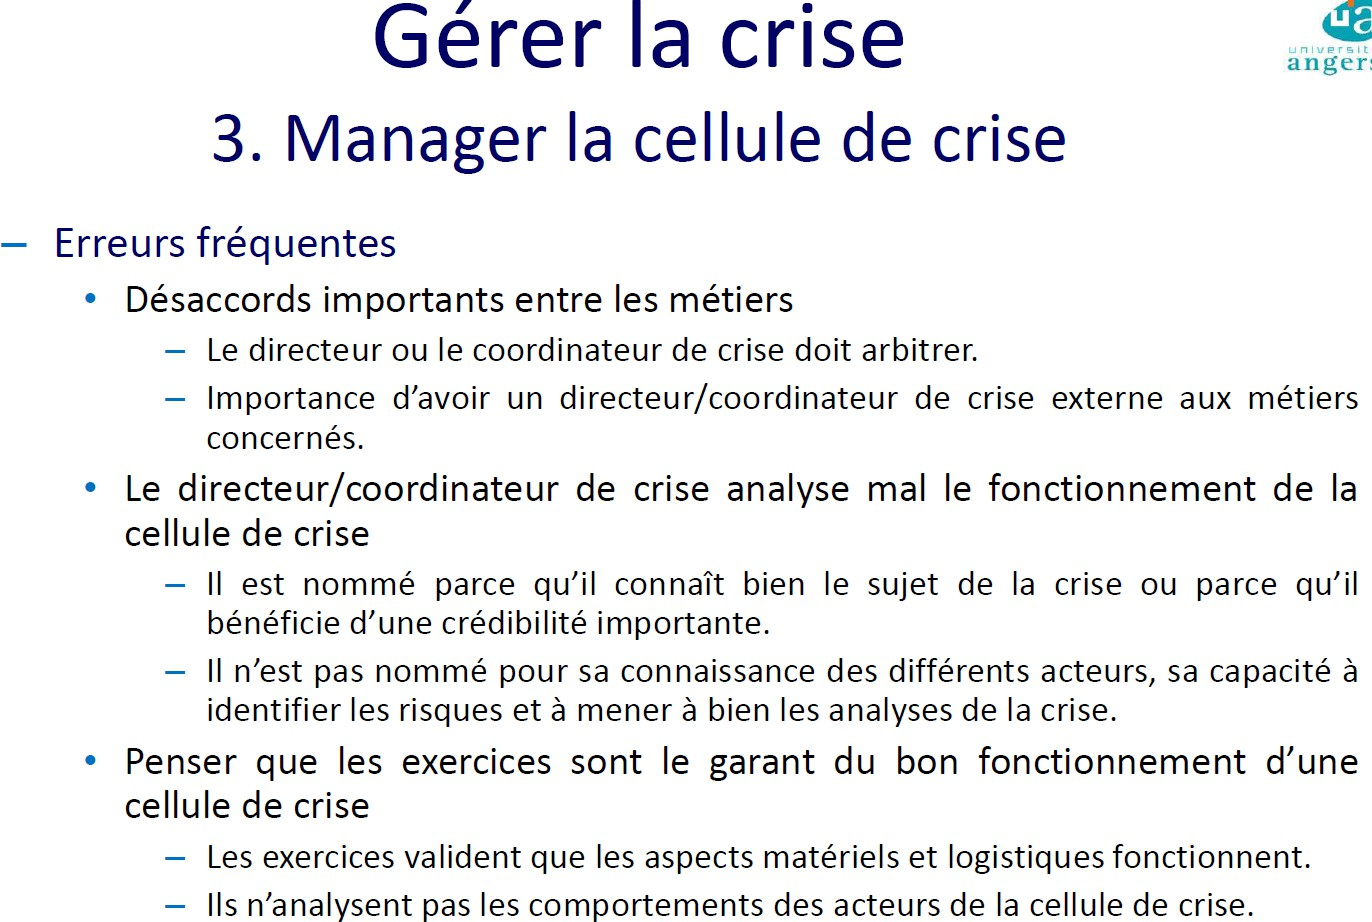 Gérer la crise
3. Manager la cellule de crise
– Erreurs fréquentes
• Désaccords importants entre les métiers
– Le directeur ou le coordinateur de crise doit arbitrer.
– Importance d’avoir un directeur/coordinateur de crise externe aux métiers
concernés.
• Le directeur/coordinateur de crise analyse mal le fonctionnement de la
cellule de crise
– Il est nommé parce qu’il connaît bien le sujet de la crise ou parce qu’il
bénéficie d’une crédibilité importante.
– Il n’est pas nommé pour sa connaissance des différents acteurs, sa capacité à
identifier les risques et à mener à bien les analyses de la crise.
• Penser que les exercices sont le garant du bon fonctionnement d’une
cellule de crise
– Les exercices valident que les aspects matériels et logistiques fonctionnent.
– Ils n’analysent pas les comportements des acteurs de la cellule de crise.